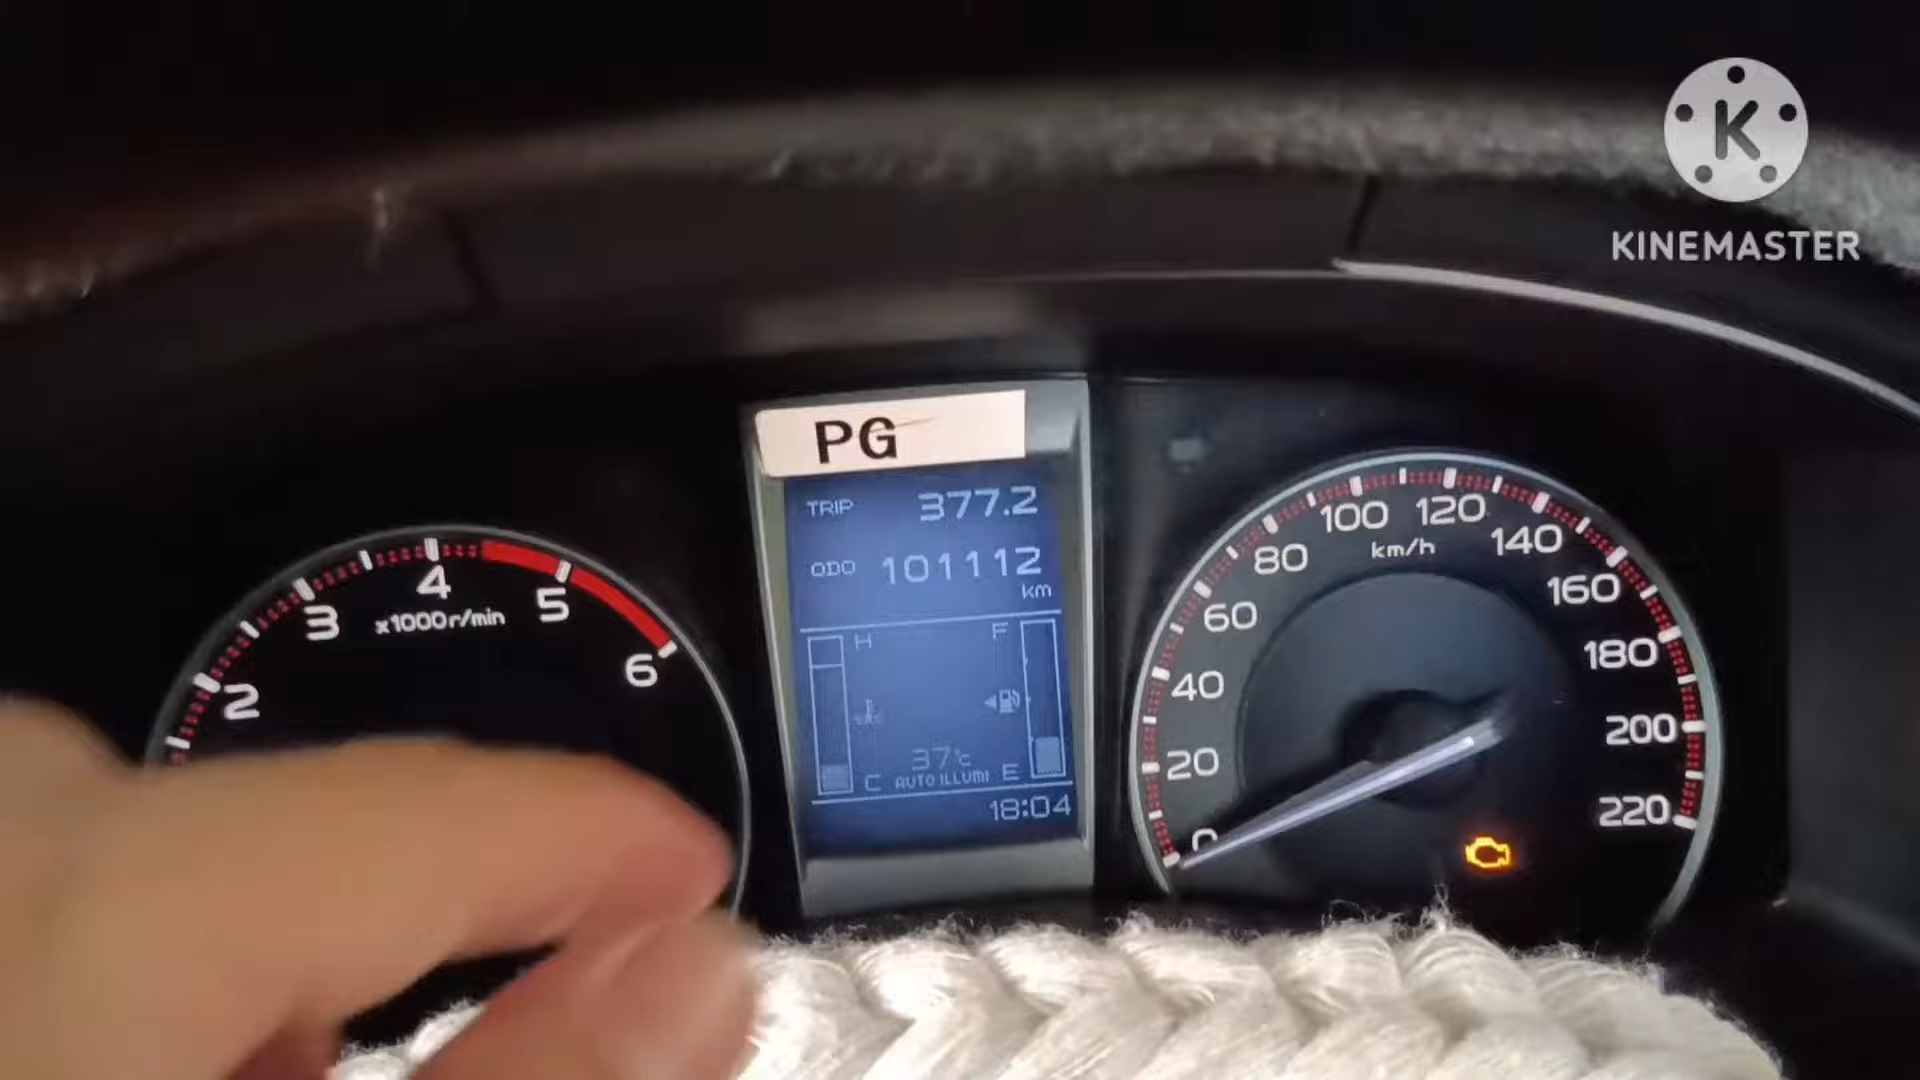 K
KINEMASTER
PG
TRIP 377.2
ODO 101112
km
H F
37°C
C AUTO ILLUMI E
18:04
2 3 4 5 6
x1000r/min
0 20 40 60 80 100 120 140 160 180 200 220
km/h